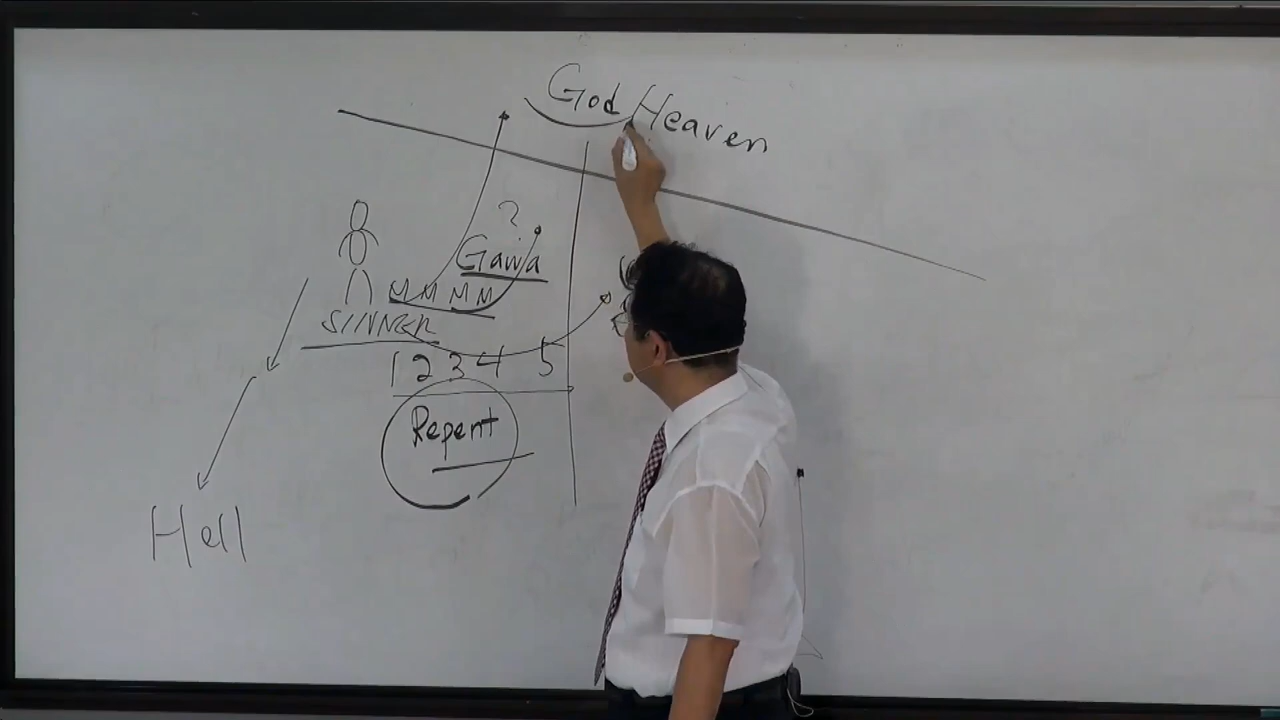 God Heaven
?
Gawa
M M M M
SINNER
1 2 3 4 5
Repent
Hell